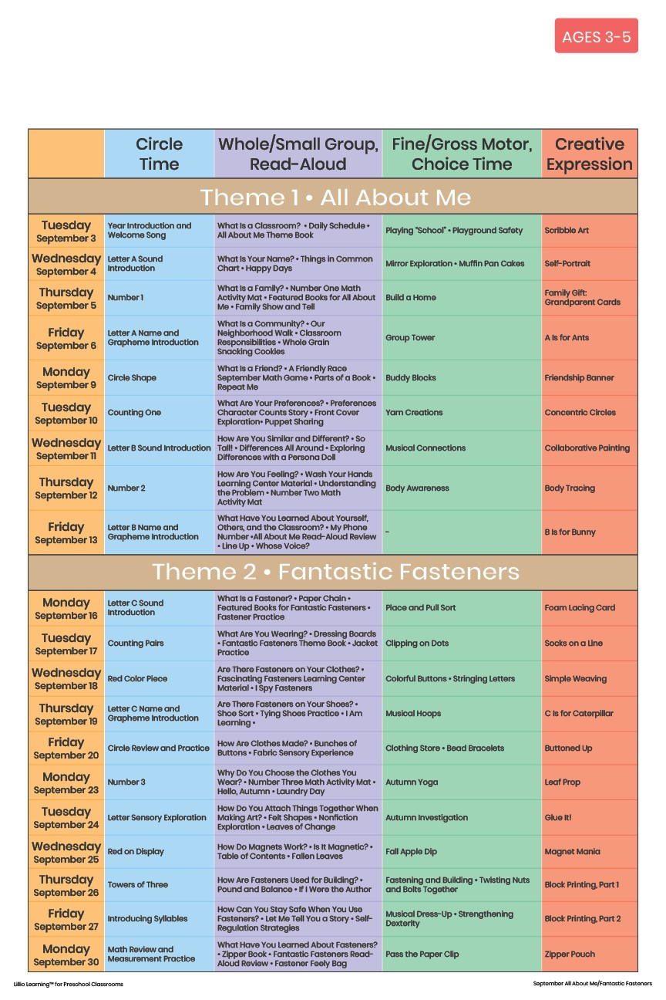 AGES 3-5
Circle
Time
Whole/Small Group,
Read-Aloud
Fine/Gross Motor,
Choice Time
Creative
Expression
Theme 1 • All About Me
Tuesday
September 3
Year Introduction and
Welcome Song
What Is a Classroom? • Daily Schedule •
All About Me Theme Book
Playing "School" • Playground Safety
Scribble Art
Wednesday
September 4
Letter A Sound
Introduction
What Is Your Name? • Things in Common
Chart • Happy Days
Mirror Exploration • Muffin Pan Cakes
Self-Portrait
Thursday
September 5
Number 1
What Is a Family? • Number One Math
Activity Mat • Featured Books for All About
Me • Family Show and Tell
Build a Home
Family Gift:
Grandparent Cards
Friday
September 6
Letter A Name and
Grapheme Introduction
What Is a Community? • Our
Neighborhood Walk • Classroom
Responsibilities • Whole Grain
Snacking Cookies
Group Tower
A Is for Ants
Monday
September 9
Circle Shape
What Is a Friend? • A Friendly Race
September Math Game • Parts of a Book •
Repeat Me
Buddy Blocks
Friendship Banner
Tuesday
September 10
Counting One
What Are Your Preferences? • Preferences
Character Counts Story • Front Cover
Exploration• Puppet Sharing
Yarn Creations
Concentric Circles
Wednesday
September 11
Letter B Sound Introduction
How Are You Similar and Different? • So
Tall! • Differences All Around • Exploring
Differences with a Persona Doll
Musical Connections
Collaborative Painting
Thursday
September 12
Number 2
How Are You Feeling? • Wash Your Hands
Learning Center Material • Understanding
the Problem • Number Two Math
Activity Mat
Body Awareness
Body Tracing
Friday
September 13
Letter B Name and
Grapheme Introduction
What Have You Learned About Yourself,
Others, and the Classroom? • My Phone
Number •All About Me Read-Aloud Review
• Line Up • Whose Voice?
-
B Is for Bunny
Theme 2 • Fantastic Fasteners
Monday
September 16
Letter C Sound
Introduction
What Is a Fastener? • Paper Chain •
Featured Books for Fantastic Fasteners •
Fastener Practice
Place and Pull Sort
Foam Lacing Card
Tuesday
September 17
Counting Pairs
What Are You Wearing? • Dressing Boards
• Fantastic Fasteners Theme Book • Jacket
Practice
Clipping on Dots
Socks on a Line
Wednesday
September 18
Red Color Piece
Are There Fasteners on Your Clothes? •
Fascinating Fasteners Learning Center
Material • I Spy Fasteners
Colorful Buttons • Stringing Letters
Simple Weaving
Thursday
September 19
Letter C Name and
Grapheme Introduction
Are There Fasteners on Your Shoes? •
Shoe Sort • Tying Shoes Practice • I Am
Learning •
Musical Hoops
C Is for Caterpillar
Friday
September 20
Circle Review and Practice
How Are Clothes Made? • Bunches of
Buttons • Fabric Sensory Experience
Clothing Store • Bead Bracelets
Buttoned Up
Monday
September 23
Number 3
Why Do You Choose the Clothes You
Wear? • Number Three Math Activity Mat •
Hello, Autumn • Laundry Day
Autumn Yoga
Leaf Prop
Tuesday
September 24
Letter Sensory Exploration
How Do You Attach Things Together When
Making Art? • Felt Shapes • Nonfiction
Exploration • Leaves of Change
Autumn Investigation
Glue It!
Wednesday
September 25
Red on Display
How Do Magnets Work? • Is It Magnetic? •
Table of Contents • Fallen Leaves
Fall Apple Dip
Magnet Mania
Thursday
September 26
Towers of Three
How Are Fasteners Used for Building? •
Pound and Balance • If I Were the Author
Fastening and Building • Twisting Nuts
and Bolts Together
Block Printing, Part 1
Friday
September 27
Introducing Syllables
How Can You Stay Safe When You Use
Fasteners? • Let Me Tell You a Story • Self-
Regulation Strategies
Musical Dress-Up • Strengthening
Dexterity
Block Printing, Part 2
Monday
September 30
Math Review and
Measurement Practice
What Have You Learned About Fasteners?
• Zipper Book • Fantastic Fasteners Read-
Aloud Review • Fastener Feely Bag
Pass the Paper Clip
Zipper Pouch
Lillio Learning™ for Preschool Classrooms
September All About Me/Fantastic Fasteners